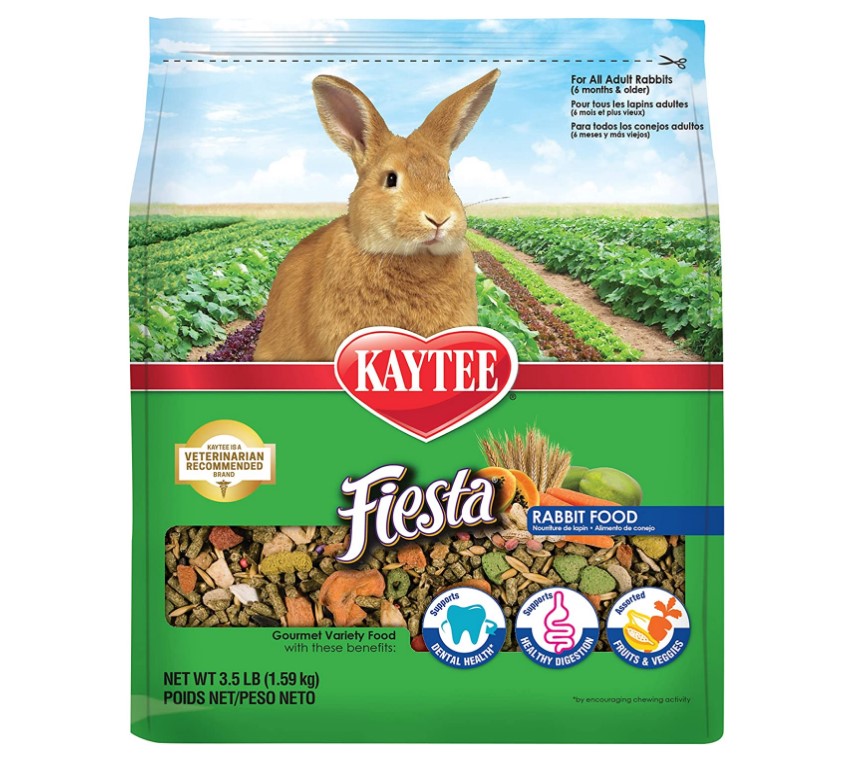 For All Adult Rabbits
(6 months & older)
Pour tous les lapins adultes
(6 mois et plus vieux)
Para todos los conejos adultos
(6 meses y más viejos)
KAYTEE®
KAYTEE IS A
VETERINARIAN
RECOMMENDED
BRAND
Fiesta
RABBIT FOOD
Nourriture de lapin • Alimento de conejo
Supports
DENTAL HEALTH*
Supports
HEALTHY DIGESTION
Assorted
FRUITS & VEGGIES
Gourmet Variety Food
with these benefits:
NET WT 3.5 LB (1.59 kg)
POIDS NET/PESO NETO
*by encouraging chewing activity